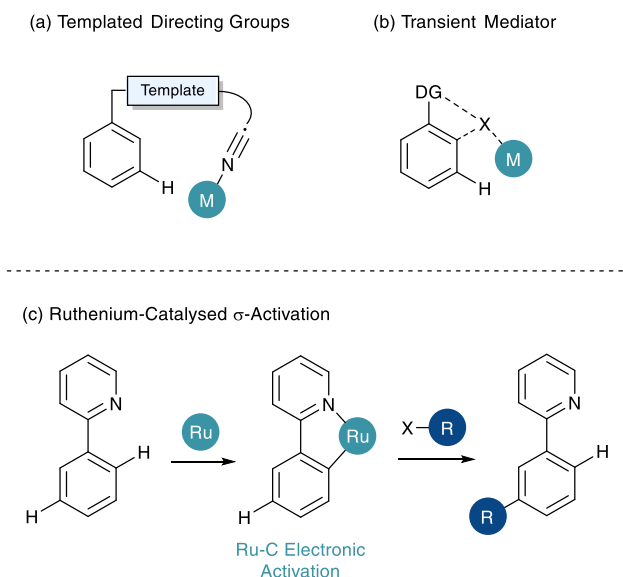 (a) Templated Directing Groups
(b) Transient Mediator
Template
N
M
H
DG
X
M
H
(c) Ruthenium-Catalysed σ-Activation
N
H
H
Ru
N
Ru
H
X
R
N
H
R
Ru-C Electronic
Activation